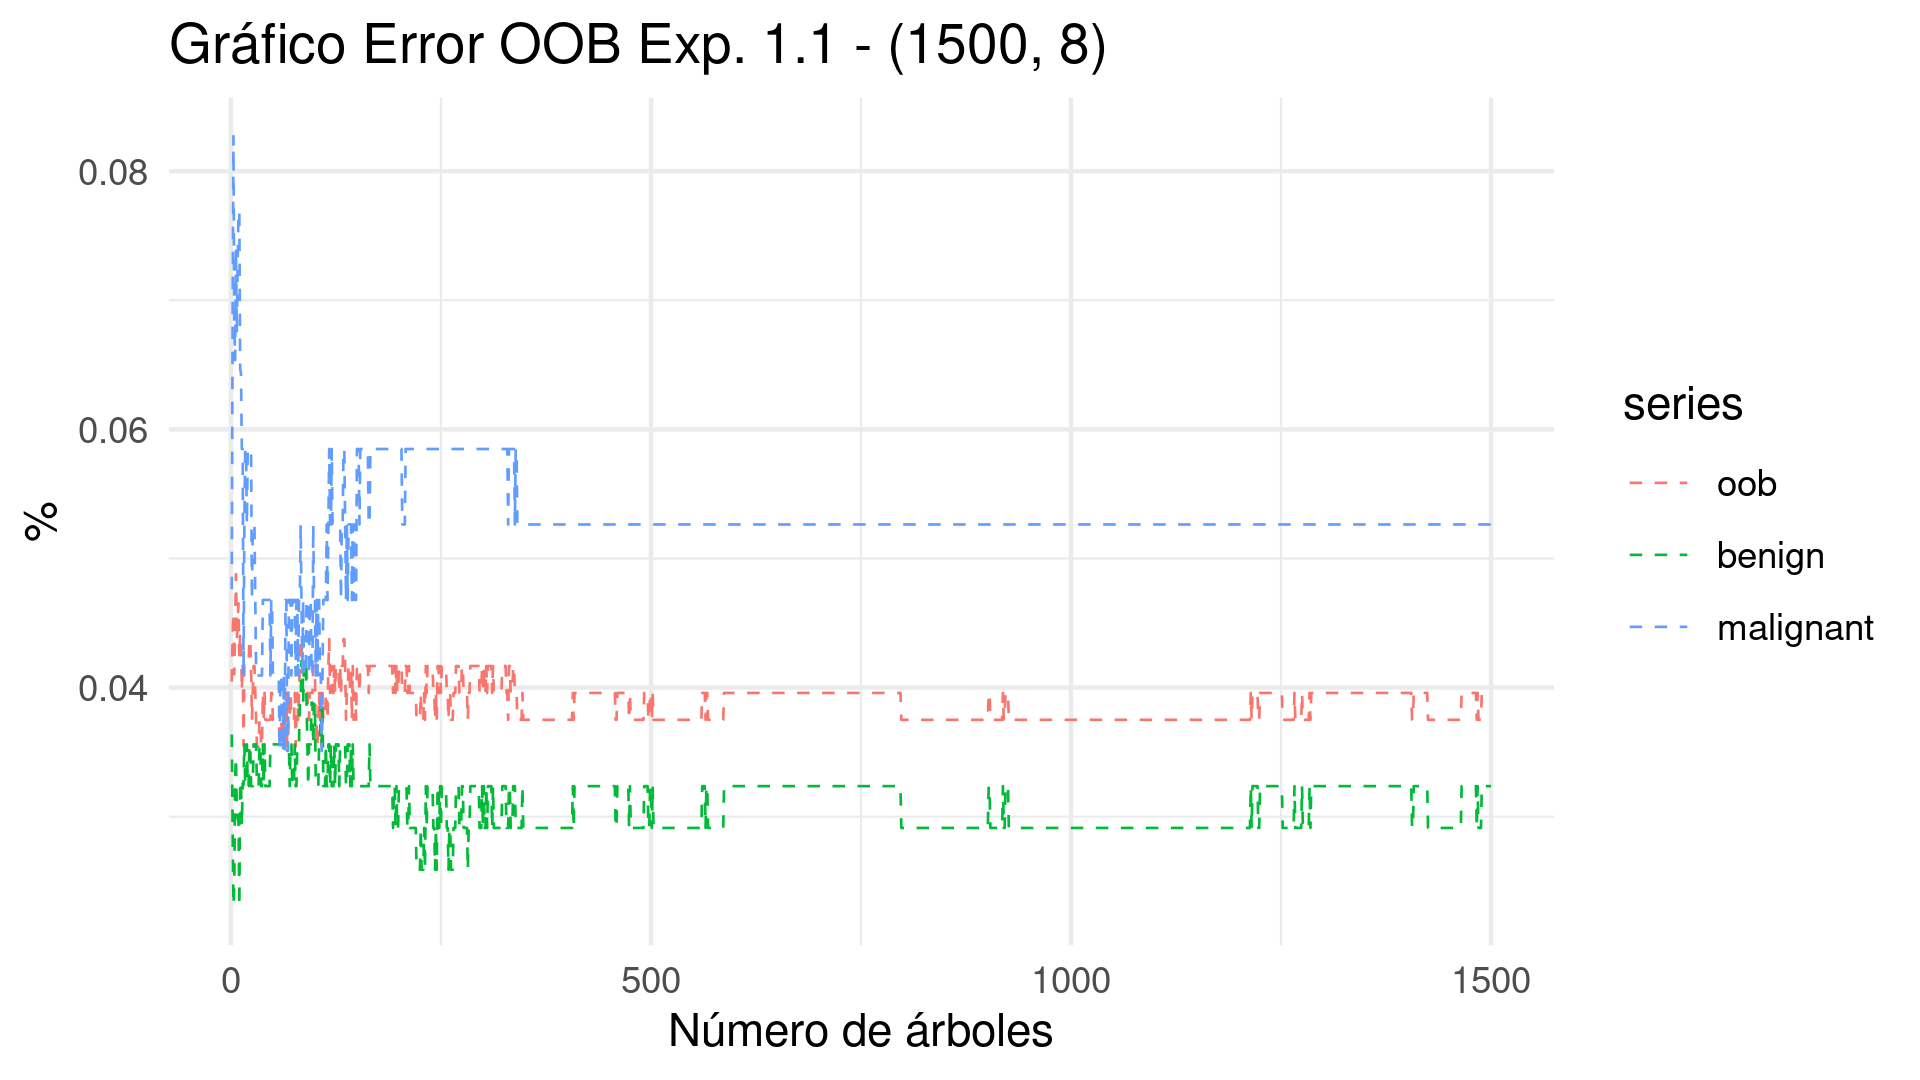 Gráfico Error OOB Exp. 1.1 - (1500, 8)
%
0.08
0.06
0.04
0 500 1000 1500
Número de árboles
series
oob
benign
malignant